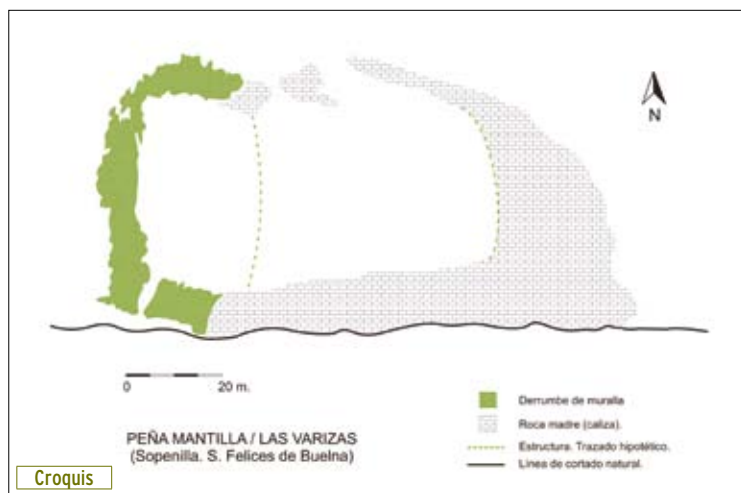 N
0 20 m.
Derrumbe de muralla
Roca madre (caliza).
Estructura. Trazado hipotético.
Línea de cortado natural.
PEÑA MANTILLA / LAS VARIZAS
(Sopenilla. S. Felices de Buelna)
Croquis